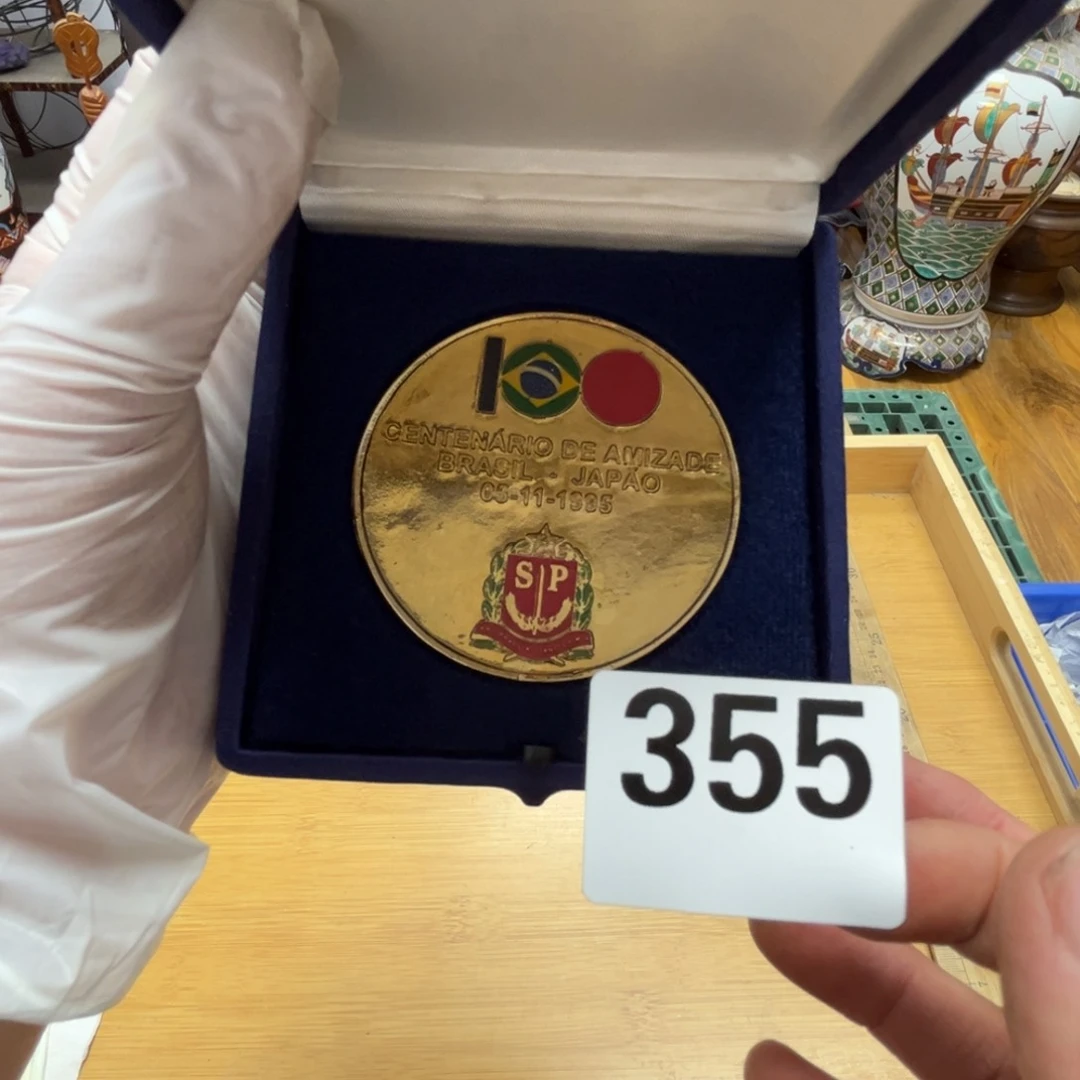 100
CENTENÁRIO DE AMIZADE
BRASIL - JAPÃO
05-11-1995
SP
355